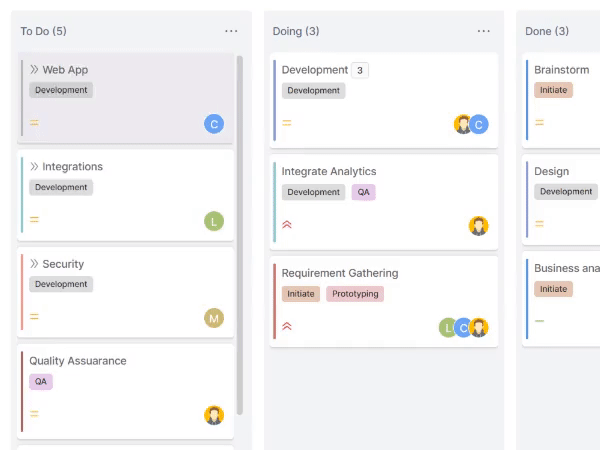 To Do (5)
Web App
Development
C
Integrations
Development
L
Security
Development
M
Quality Assuarance
QA
Doing (3)
Development 3
Development
C
Integrate Analytics
Development QA
Requirement Gathering
Initiate Prototyping
L C
Done (3)
Brainstorm
Initiate
Design
Development
Business ana
Initiate